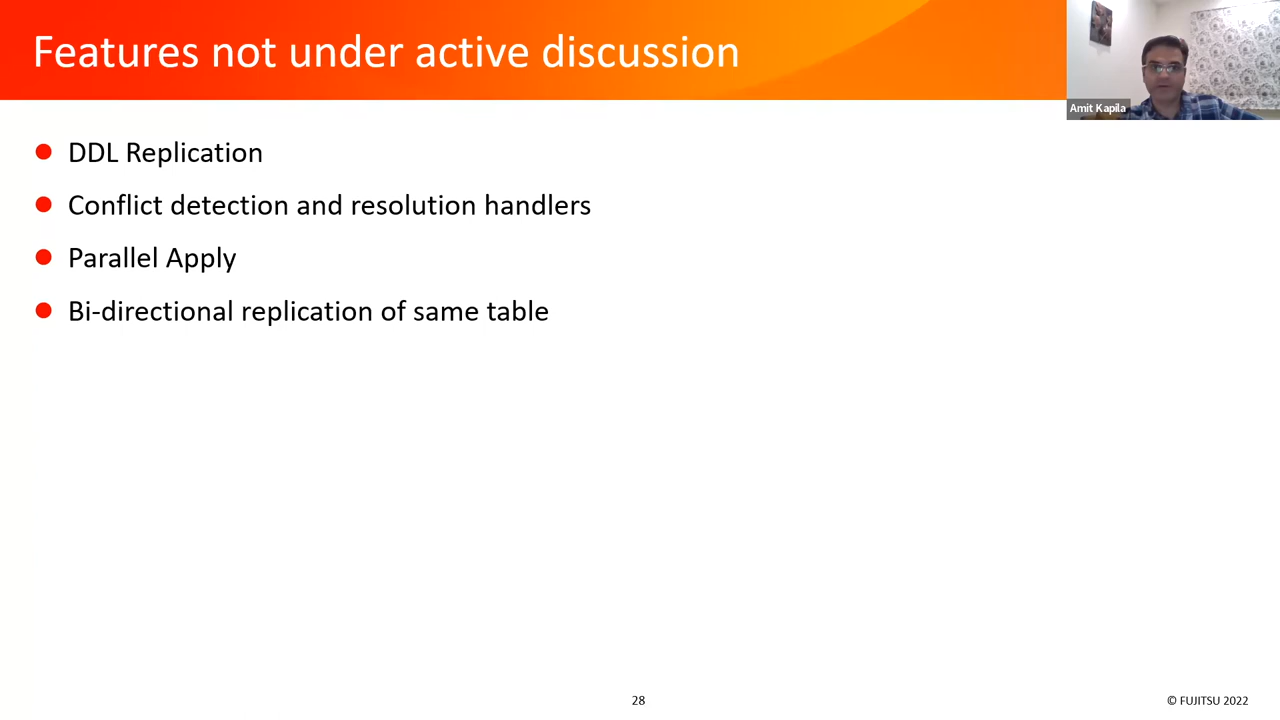 Features not under active discussion
Amit Kapila
DDL Replication
Conflict detection and resolution handlers
Parallel Apply
Bi-directional replication of same table
28
© FUJITSU 2022